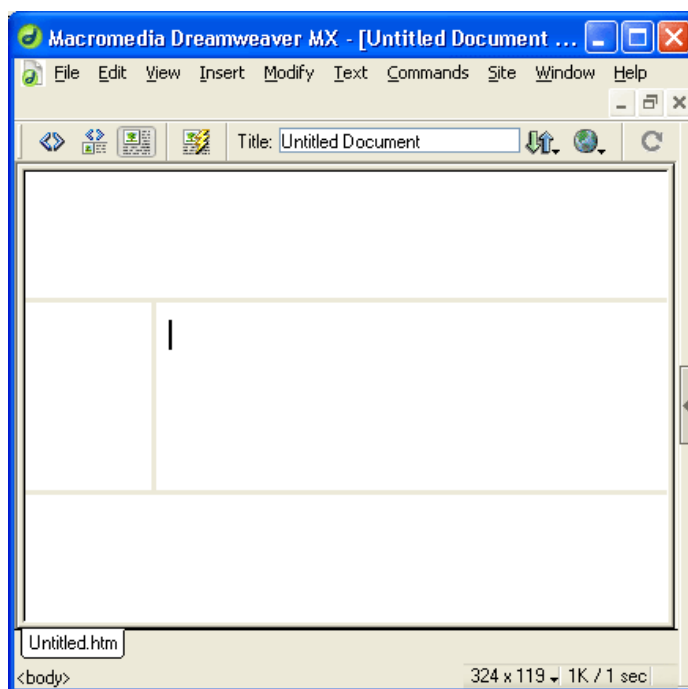 Macromedia Dreamweaver MX - [Untitled Document ...
File Edit View Insert Modify Text Commands Site Window Help
Title: Untitled Document
Untitled.htm
<body> 324 x 119 1K / 1 sec